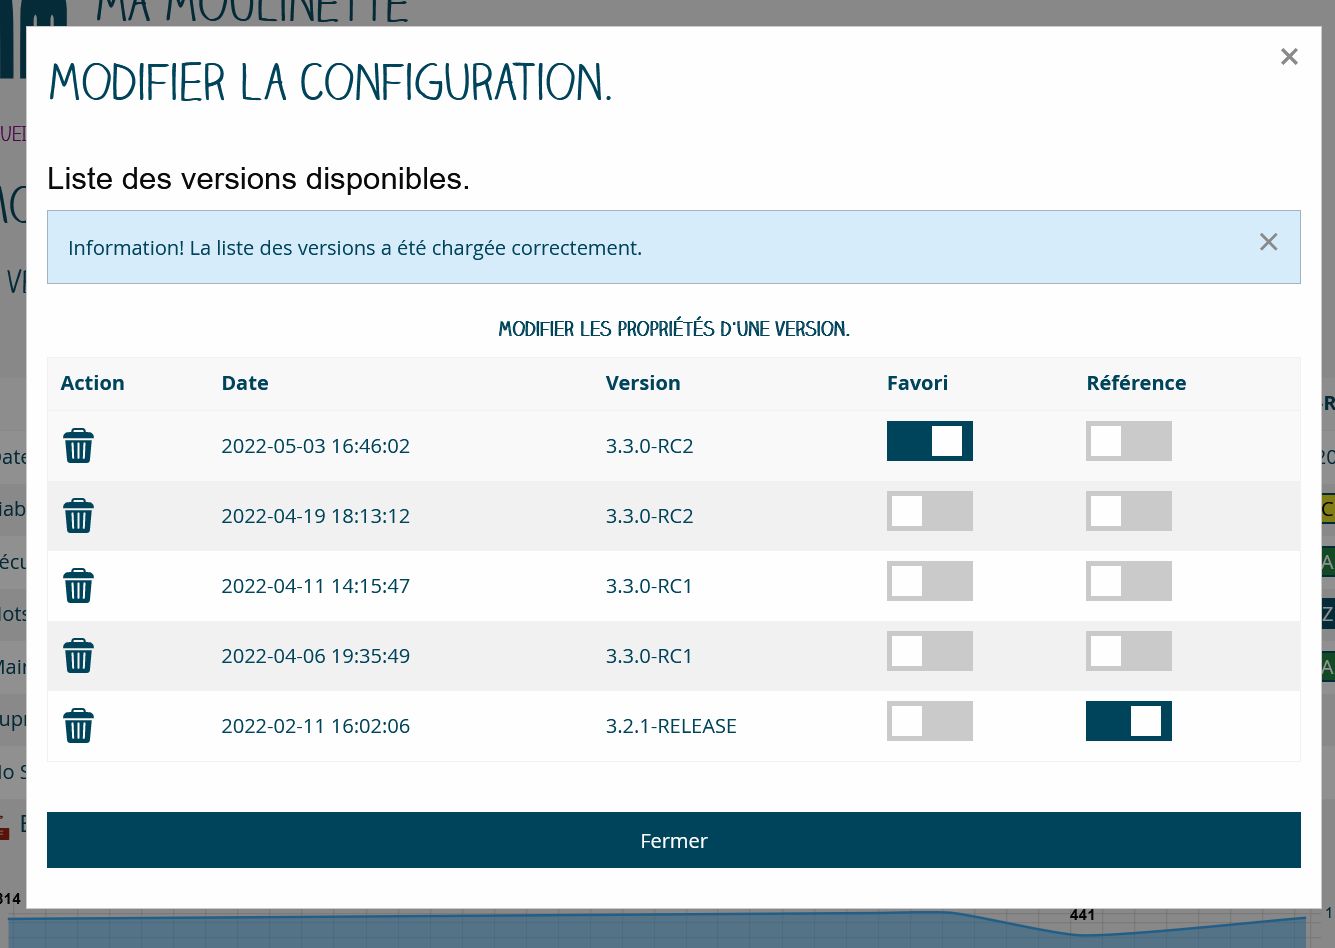 MA MOULINETTE
MODIFIER LA CONFIGURATION.
Liste des versions disponibles.
Information! La liste des versions a été chargée correctement.
MODIFIER LES PROPRIÉTÉS D'UNE VERSION.
Action Date Version Favori Référence
2022-05-03 16:46:02 3.3.0-RC2
2022-04-19 18:13:12 3.3.0-RC2
2022-04-11 14:15:47 3.3.0-RC1
2022-04-06 19:35:49 3.3.0-RC1
2022-02-11 16:02:06 3.2.1-RELEASE
Fermer
441